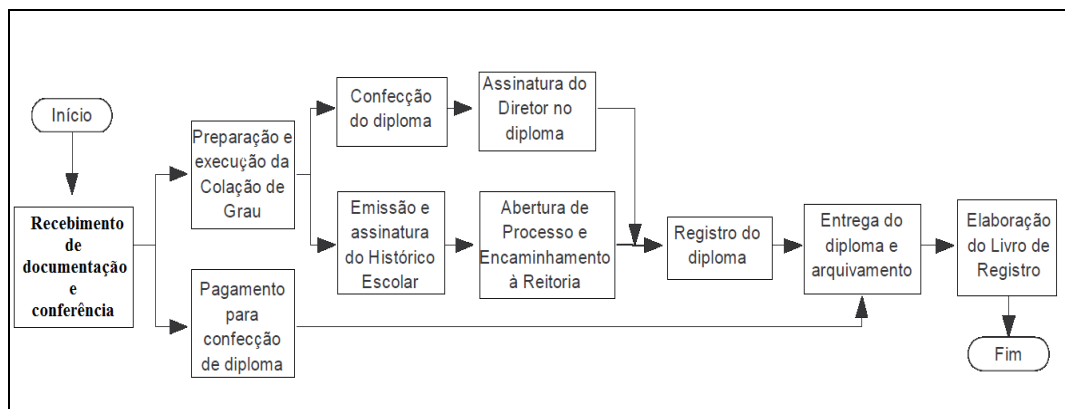 Início
Recebimento
de
documentação
e
conferência
Preparação e
execução da
Colação de
Grau
Pagamento
para
confecção
de diploma
Confecção
do diploma
Assinatura do
Diretor no
diploma
Emissão e
assinatura
do Histórico
Escolar
Abertura de
Processo e
Encaminhamento
à Reitoria
Registro do
diploma
Entrega do
diploma e
arquivamento
Elaboração
do Livro de
Registro
Fim